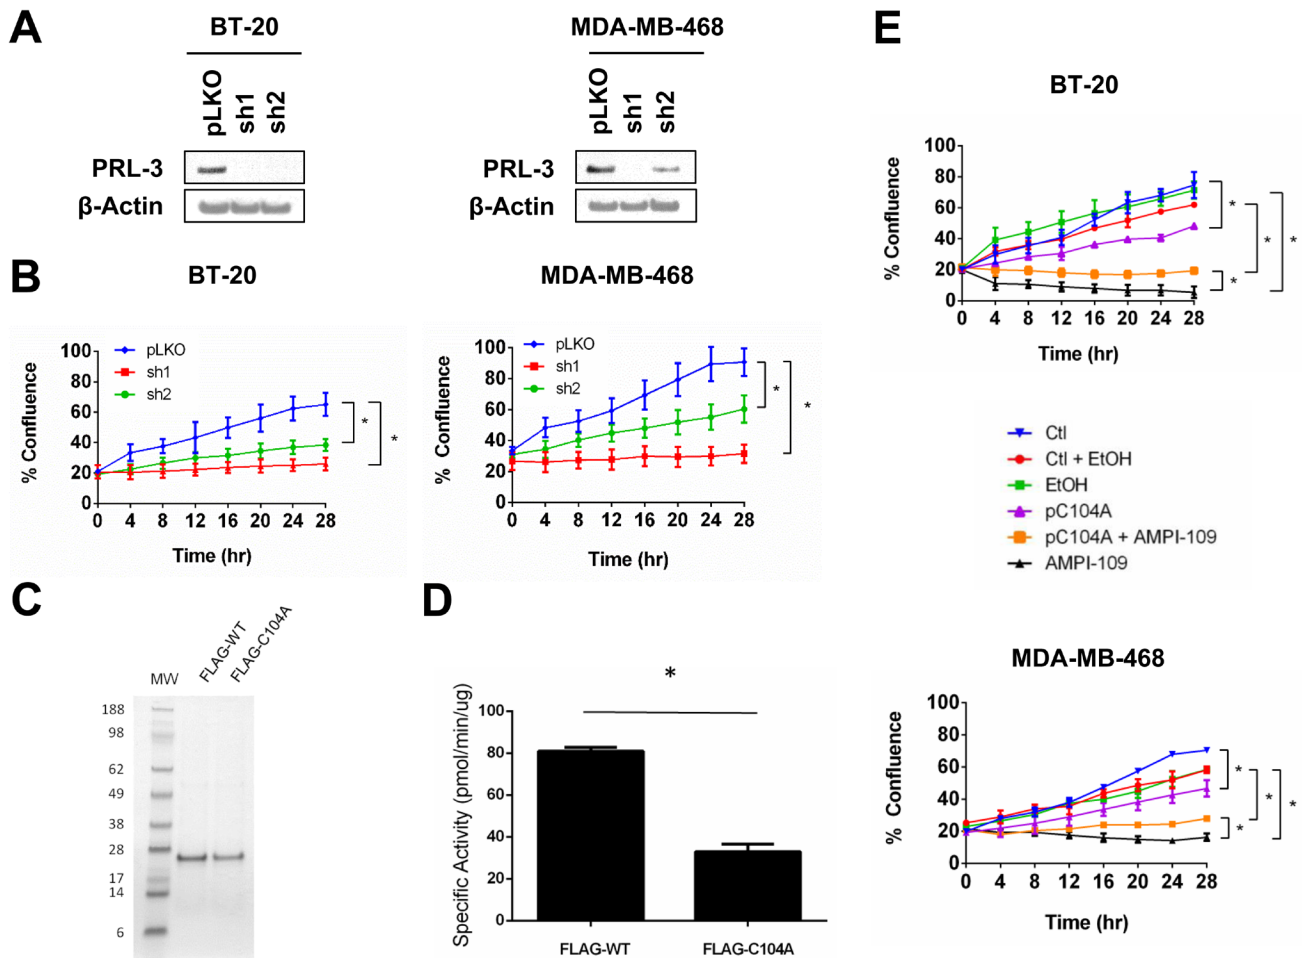 A
BT-20
pLKO
sh1
sh2
PRL-3
β-Actin
MDA-MB-468
pLKO
sh1
sh2
PRL-3
β-Actin
B
BT-20
% Confluence
100
80
60
40
20
0
pLKO
sh1
sh2
*
*
0 4 8 12 16 20 24 28
Time (hr)
MDA-MB-468
% Confluence
100
80
60
40
20
0
pLKO
sh1
sh2
*
*
0 4 8 12 16 20 24 28
Time (hr)
C
MW
FLAG-WT
FLAG-C104A
188
98
62
49
38
28
17
14
6
D
*
Specific Activity (pmol/min/ug)
100
80
60
40
20
0
FLAG-WT
FLAG-C104A
E
BT-20
% Confluence
100
80
60
40
20
0
*
*
*
*
0 4 8 12 16 20 24 28
Time (hr)
Ctl
Ctl + EtOH
EtOH
pC104A
pC104A + AMPI-109
AMPI-109
MDA-MB-468
% Confluence
100
80
60
40
20
0
*
*
*
*
0 4 8 12 16 20 24 28
Time (hr)